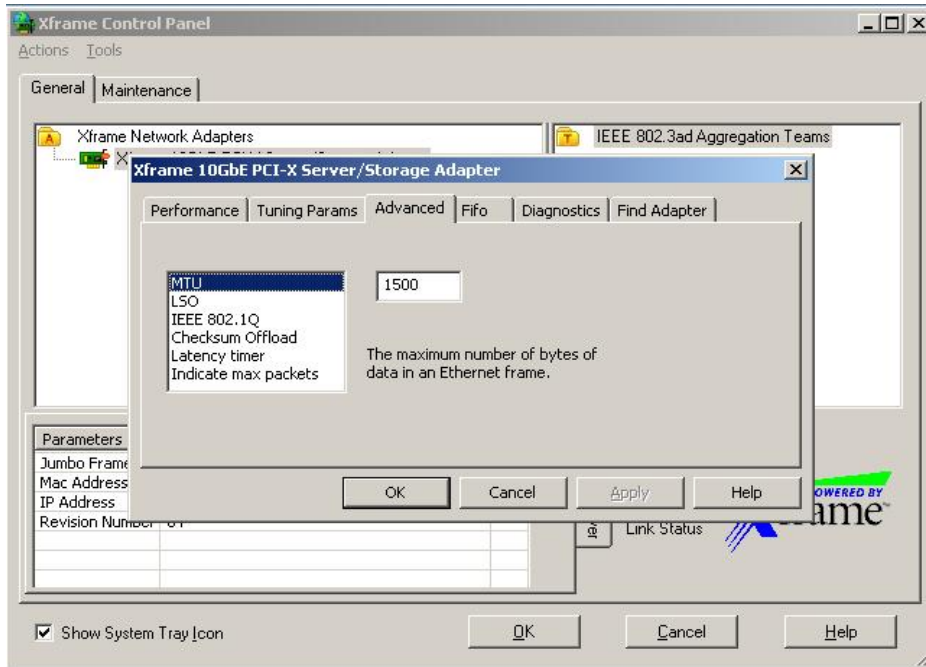 Xframe Control Panel
Actions Tools
General Maintenance
Xframe Network Adapters
IEEE 802.3ad Aggregation Teams
Xframe 10GbE PCI-X Server/Storage Adapter
Performance Tuning Params Advanced Fifo Diagnostics Find Adapter
MTU
LSO
IEEE 802.1Q
Checksum Offload
Latency timer
Indicate max packets
1500
The maximum number of bytes of
data in an Ethernet frame.
OK Cancel Apply Help
Parameters
Jumbo Frame
Mac Address
IP Address
Revision Number
Link Status
POWERED BY
Xframe
Show System Tray Icon
OK Cancel Help